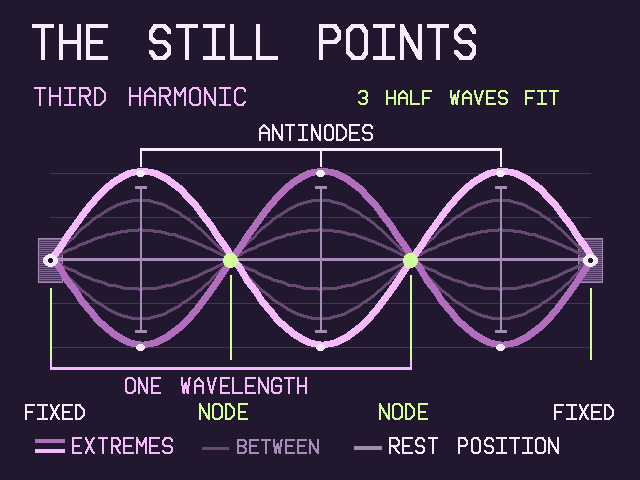 THE STILL POINTS
THIRD HARMONIC
3 HALF WAVES FIT
ANTINODES
ONE WAVELENGTH
FIXED NODE NODE FIXED
EXTREMES BETWEEN REST POSITION